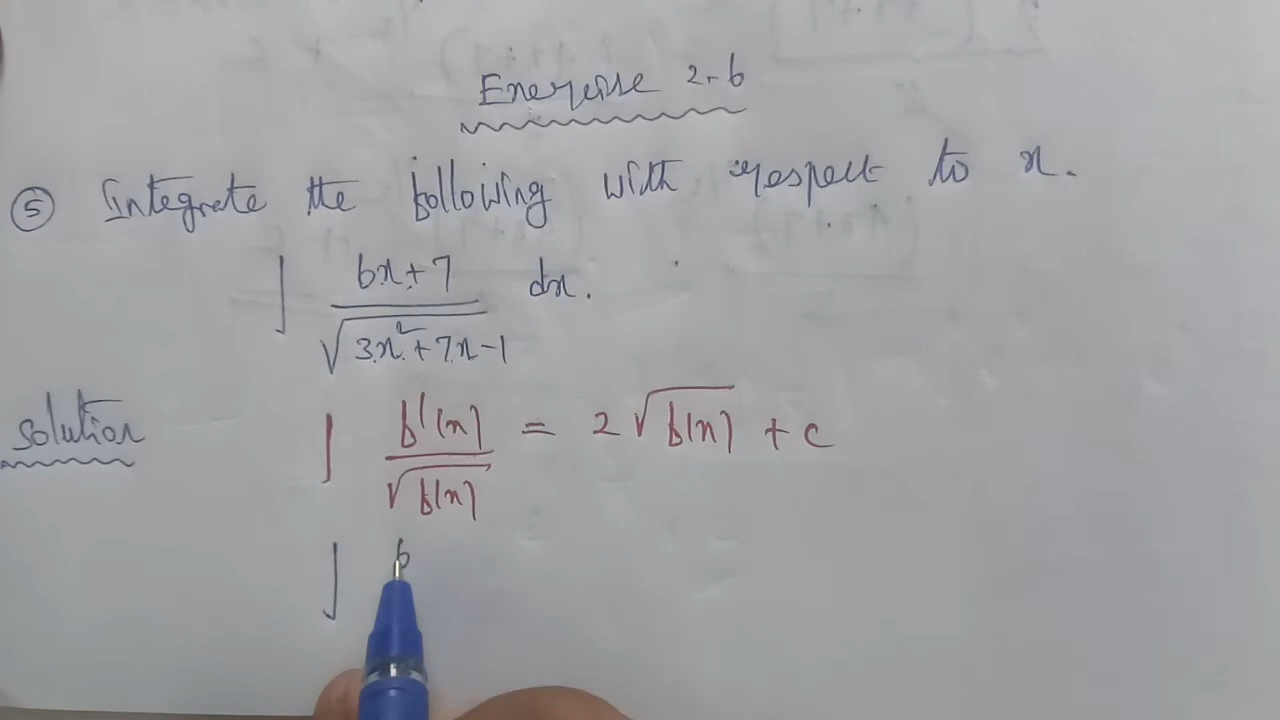 Exercise 2.6
⑤ Integrate the following with respect to x.
∫ 6x+7 / √(3x²+7x-1) dx.
Solution ∫ f'(x) / √f(x) = 2√f(x) + c
∫ 6